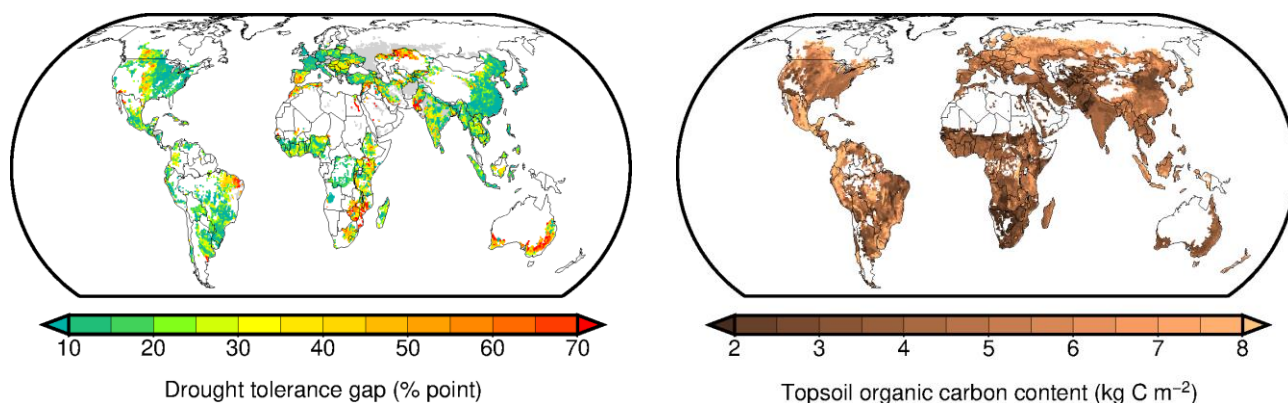 10 20 30 40 50 60 70
Drought tolerance gap (% point)
2 3 4 5 6 7 8
Topsoil organic carbon content (kg C m⁻²)